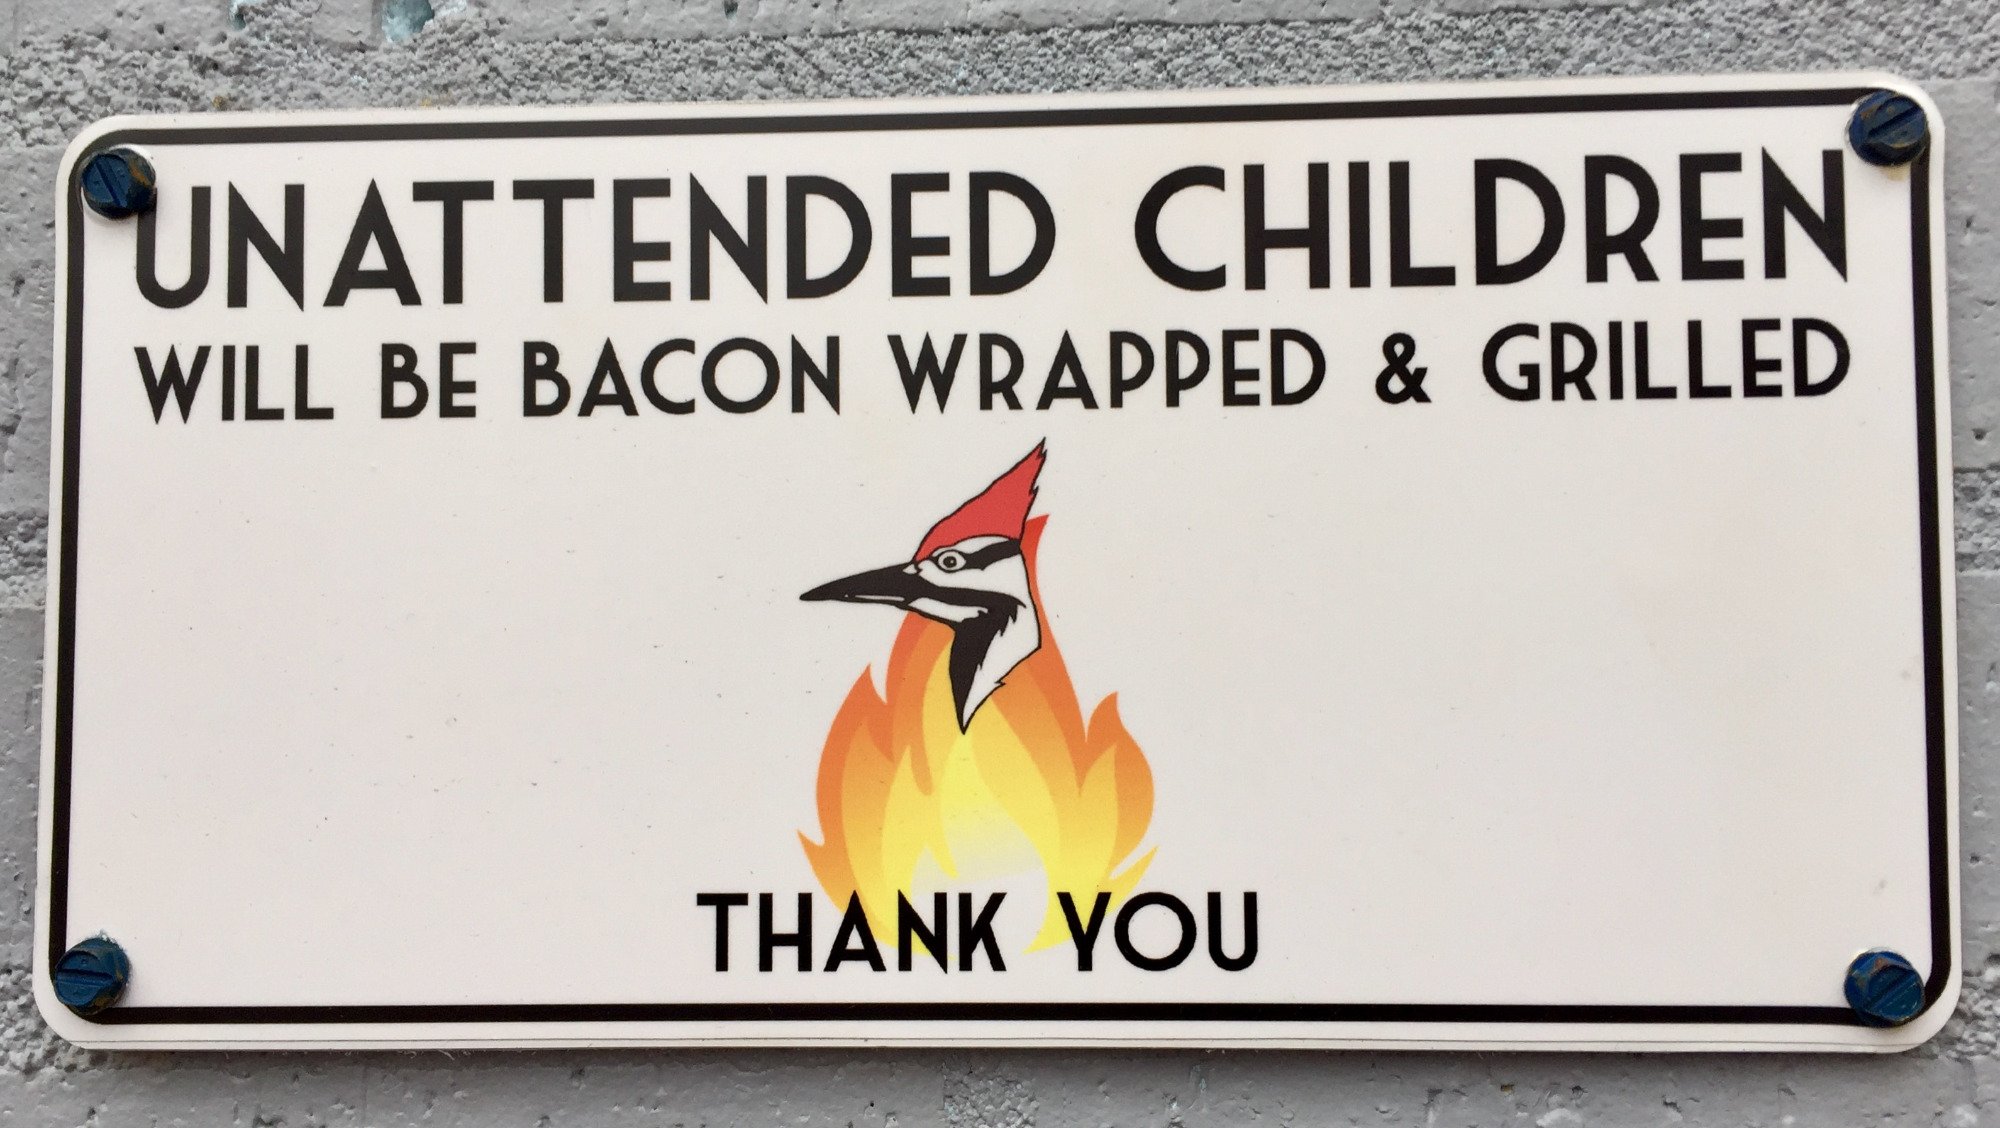 UNATTENDED CHILDREN
WILL BE BACON WRAPPED & GRILLED
THANK YOU